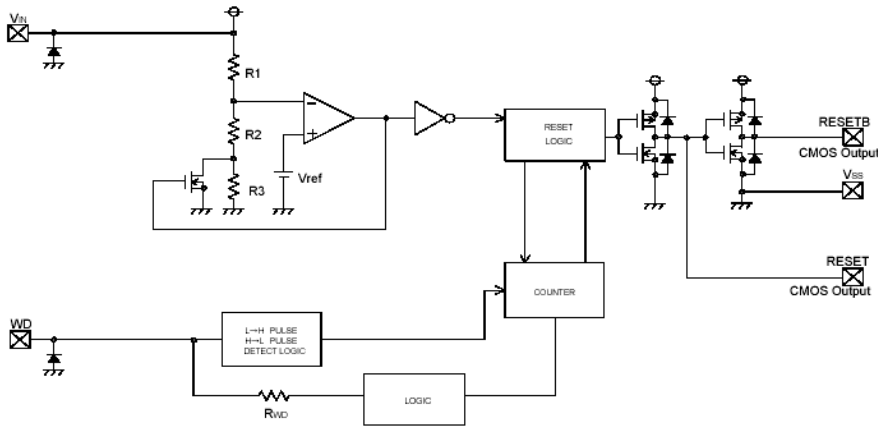 VIN
R1
R2
R3
Vref
RESET
LOGIC
RESETB
CMOS Output
VSS
RESET
CMOS Output
COUNTER
WD
L→H PULSE
H→L PULSE
DETECT LOGIC
RWD
LOGIC